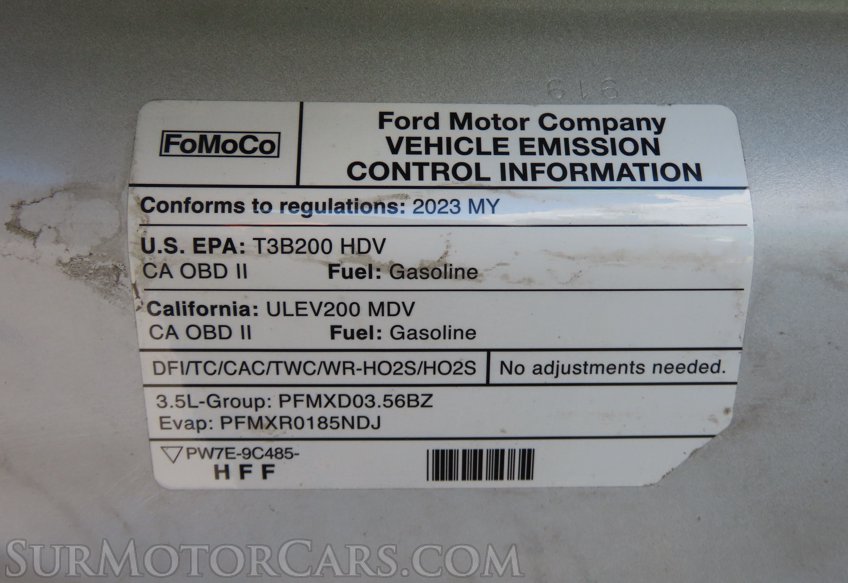 919
FoMoCo
Ford Motor Company
VEHICLE EMISSION
CONTROL INFORMATION
Conforms to regulations: 2023 MY
U.S. EPA: T3B200 HDV
CA OBD II Fuel: Gasoline
California: ULEV200 MDV
CA OBD II Fuel: Gasoline
DFI/TC/CAC/TWC/WR-HO2S/HO2S No adjustments needed.
3.5L-Group: PFMXD03.56BZ
Evap: PFMXR0185NDJ
PW7E-9C485-
HFF
SURMOTORCARS.COM